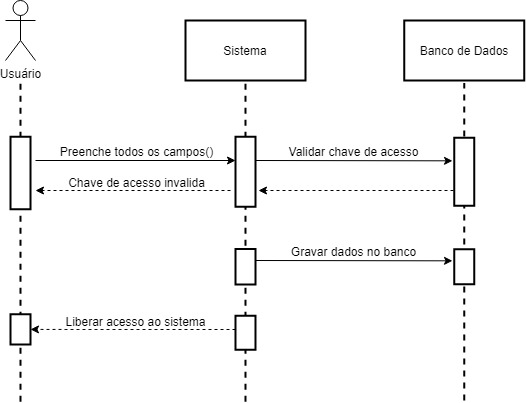 Usuário
Sistema
Banco de Dados
Preenche todos os campos()
Validar chave de acesso
Chave de acesso invalida
Gravar dados no banco
Liberar acesso ao sistema